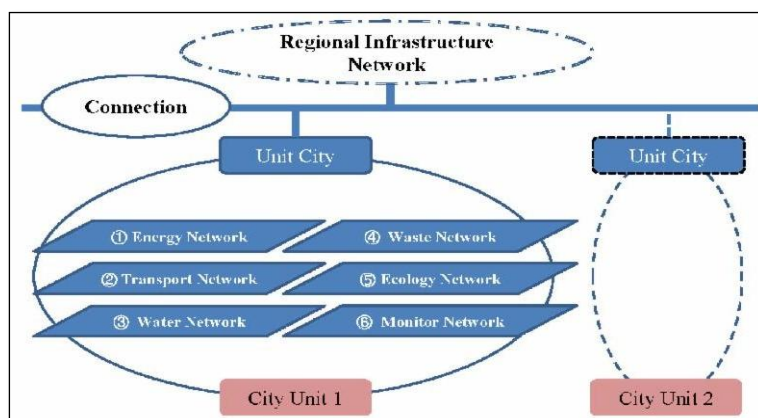 Regional Infrastructure
Network
Connection
Unit City
Unit City
① Energy Network
④ Waste Network
② Transport Network
⑤ Ecology Network
③ Water Network
⑥ Monitor Network
City Unit 1
City Unit 2